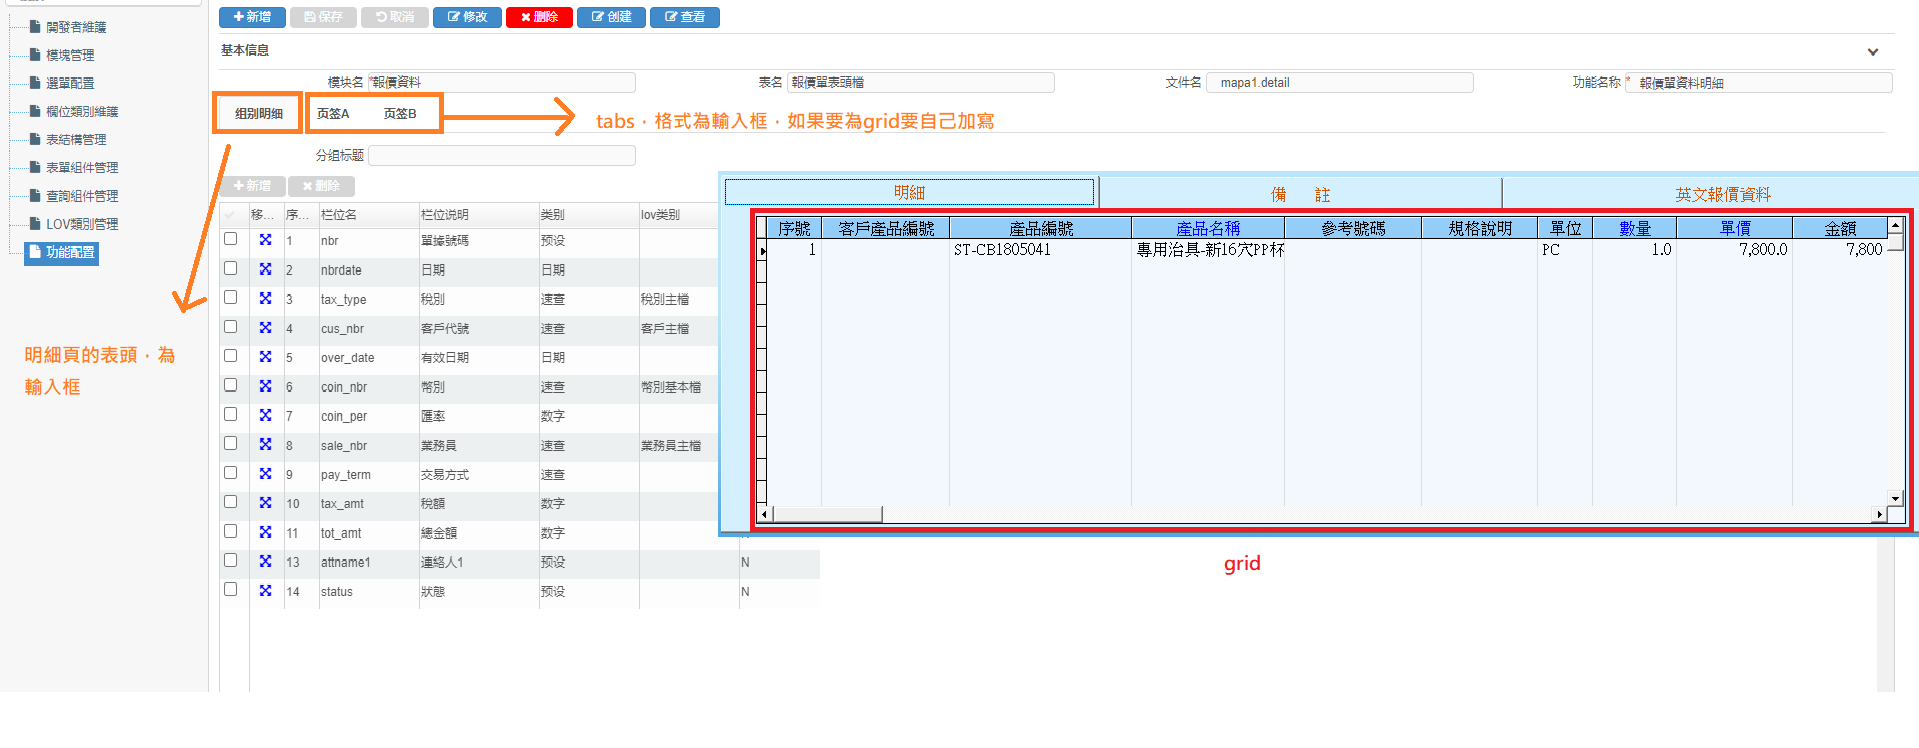 新增 保存 取消 修改 删除 创建 查看
開發者維護
模塊管理
選單配置
欄位類別維護
表結構管理
表單組件管理
查詢組件管理
LOV類別管理
功能配置
基本信息
模块名 *報價資料 表名 報價單表頭檔 文件名 mapa1.detail 功能名称 * 報價單資料明細
组别明细 页签A 页签B
tabs，格式為輸入框，如果要為grid要自己加寫
分组标题
新增 删除
移... 序... 栏位名 栏位说明 类别 lov类别
1 nbr 單據號碼 预设
2 nbrdate 日期 日期
3 tax_type 稅別 速查 稅別主檔
4 cus_nbr 客戶代號 速查 客戶主檔
5 over_date 有效日期 日期
6 coin_nbr 幣別 速查 幣別基本檔
7 coin_per 匯率 数字
8 sale_nbr 業務員 速查 業務員主檔
9 pay_term 交易方式 速查
10 tax_amt 稅額 数字
11 tot_amt 總金額 数字
13 attname1 連絡人1 预设 N
14 status 狀態 预设 N
明細頁的表頭，為
輸入框
明細 備 註 英文報價資料
序號 客戶產品編號 產品編號 產品名稱 參考號碼 規格說明 單位 數量 單價 金額
1 ST-CB1805041 專用治具-新16穴PP杯 PC 1.0 7,800.0 7,800
grid